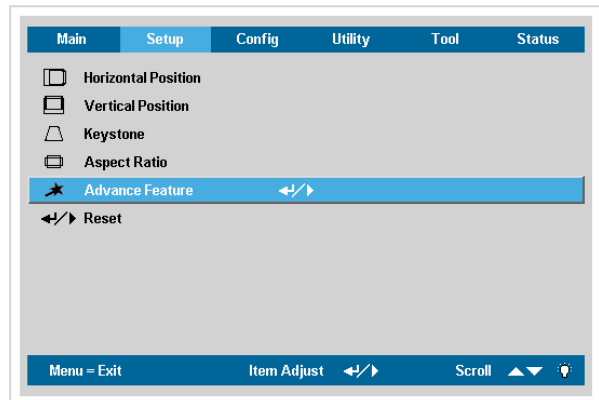 Main Setup Config Utility Tool Status
Horizontal Position
Vertical Position
Keystone
Aspect Ratio
Advance Feature
Reset
Menu = Exit Item Adjust Scroll